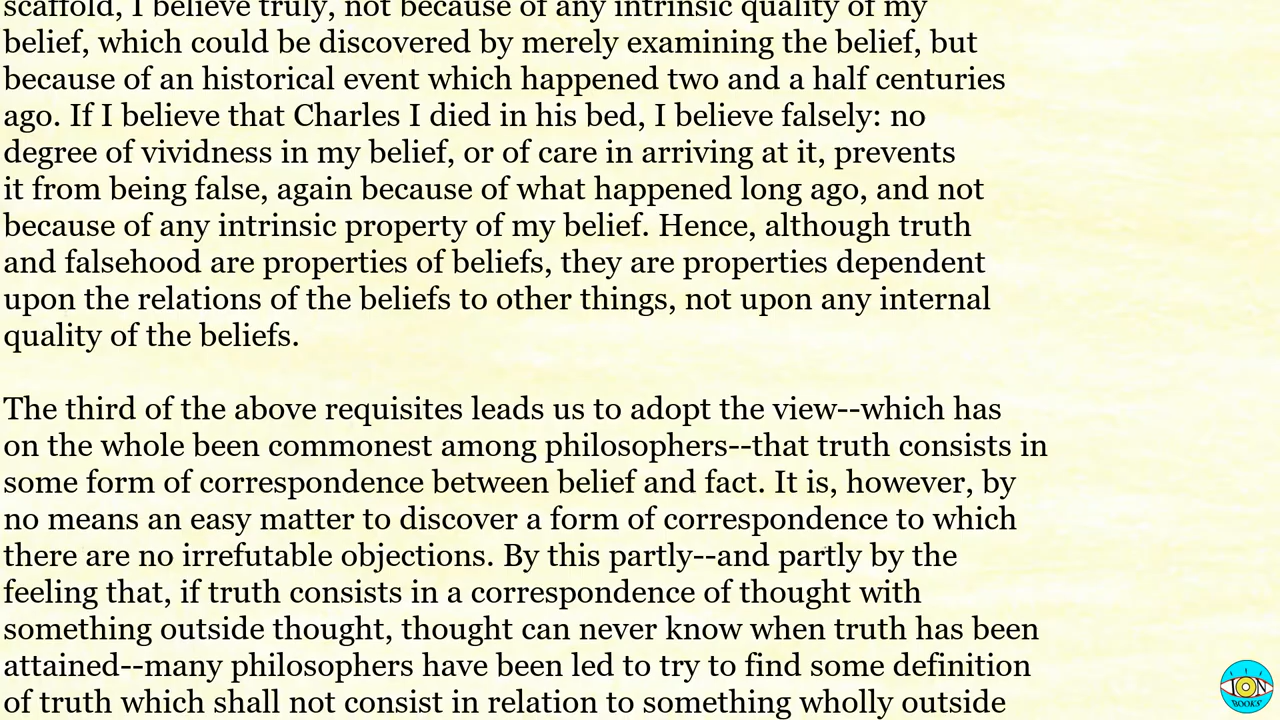 scaffold, I believe truly, not because of any intrinsic quality of my
belief, which could be discovered by merely examining the belief, but
because of an historical event which happened two and a half centuries
ago. If I believe that Charles I died in his bed, I believe falsely: no
degree of vividness in my belief, or of care in arriving at it, prevents
it from being false, again because of what happened long ago, and not
because of any intrinsic property of my belief. Hence, although truth
and falsehood are properties of beliefs, they are properties dependent
upon the relations of the beliefs to other things, not upon any internal
quality of the beliefs.
The third of the above requisites leads us to adopt the view--which has
on the whole been commonest among philosophers--that truth consists in
some form of correspondence between belief and fact. It is, however, by
no means an easy matter to discover a form of correspondence to which
there are no irrefutable objections. By this partly--and partly by the
feeling that, if truth consists in a correspondence of thought with
something outside thought, thought can never know when truth has been
attained--many philosophers have been led to try to find some definition
of truth which shall not consist in relation to something wholly outside
ION
BOOKS